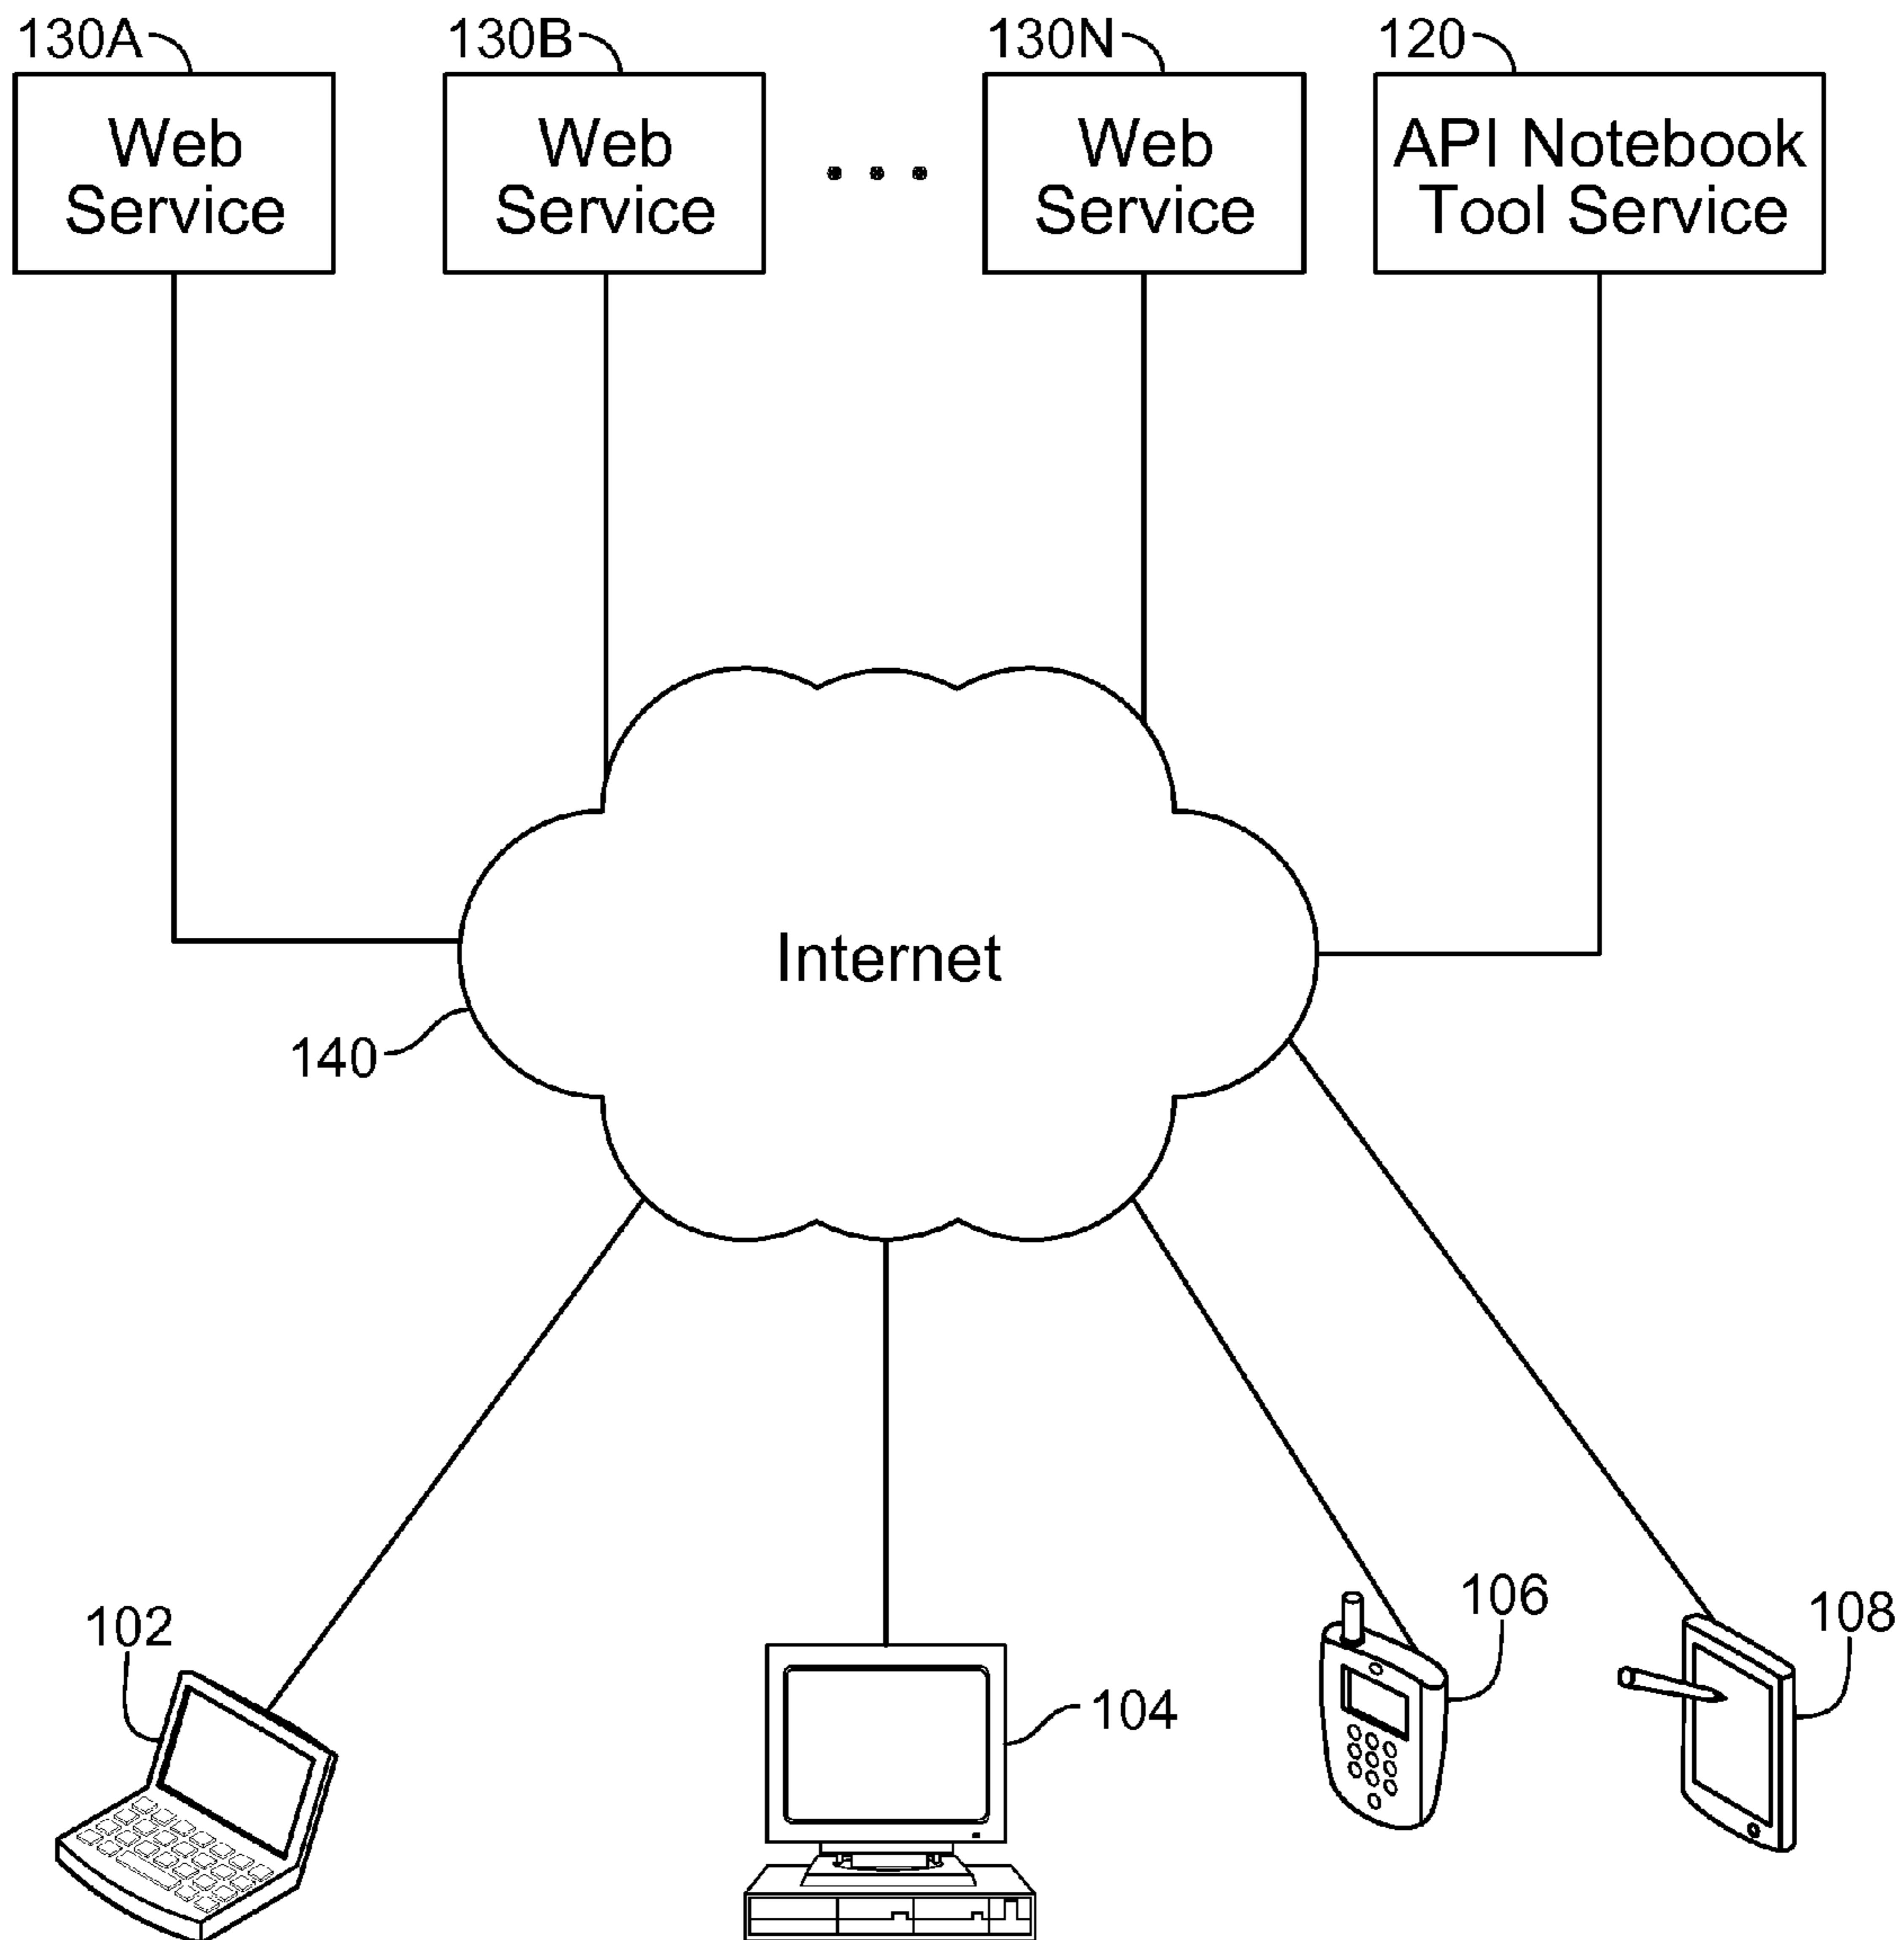 130A
130B
130N
120
Web
Service
Web
Service
...
Web
Service
API Notebook
Tool Service
Internet
140
102
104
106
108